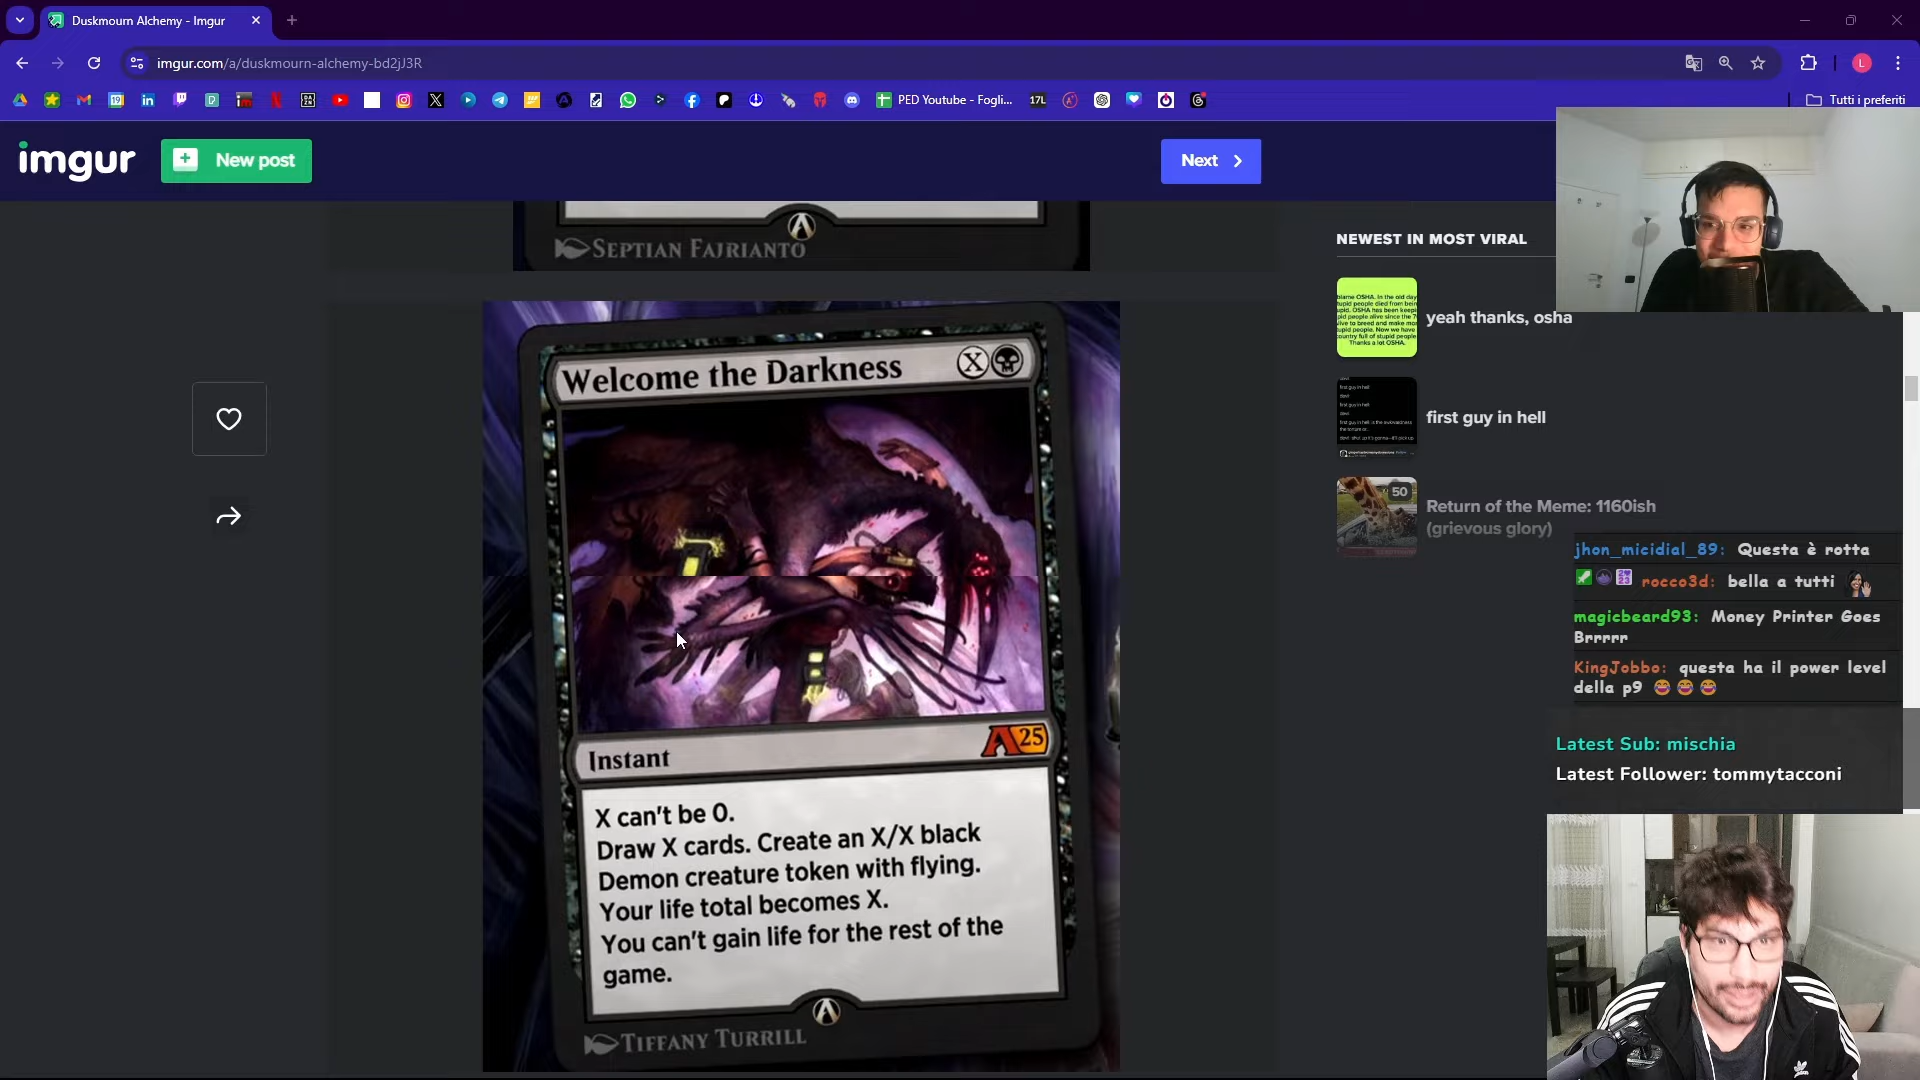 Duskmourn Alchemy - Imgur
imgur.com/a/duskmourn-alchemy-bd2jJ3R
PED Youtube - Fogli...
17L
Tutti i preferiti
imgur
New post
Next
SEPTIAN FAJRIANTO
NEWEST IN MOST VIRAL
yeah thanks, osha
first guy in hell
50
Return of the Meme: 1160ish
(grievous glory)
Welcome the Darkness
X
Instant
A25
X can't be 0.
Draw X cards. Create an X/X black
Demon creature token with flying.
Your life total becomes X.
You can't gain life for the rest of the
game.
TIFFANY TURRILL
jhon_micidial_89: Questa è rotta
rocco3d: bella a tutti
magicbeard93: Money Printer Goes
Brrrrr
KingJobbo: questa ha il power level
della p9
Latest Sub: mischia
Latest Follower: tommytacconi